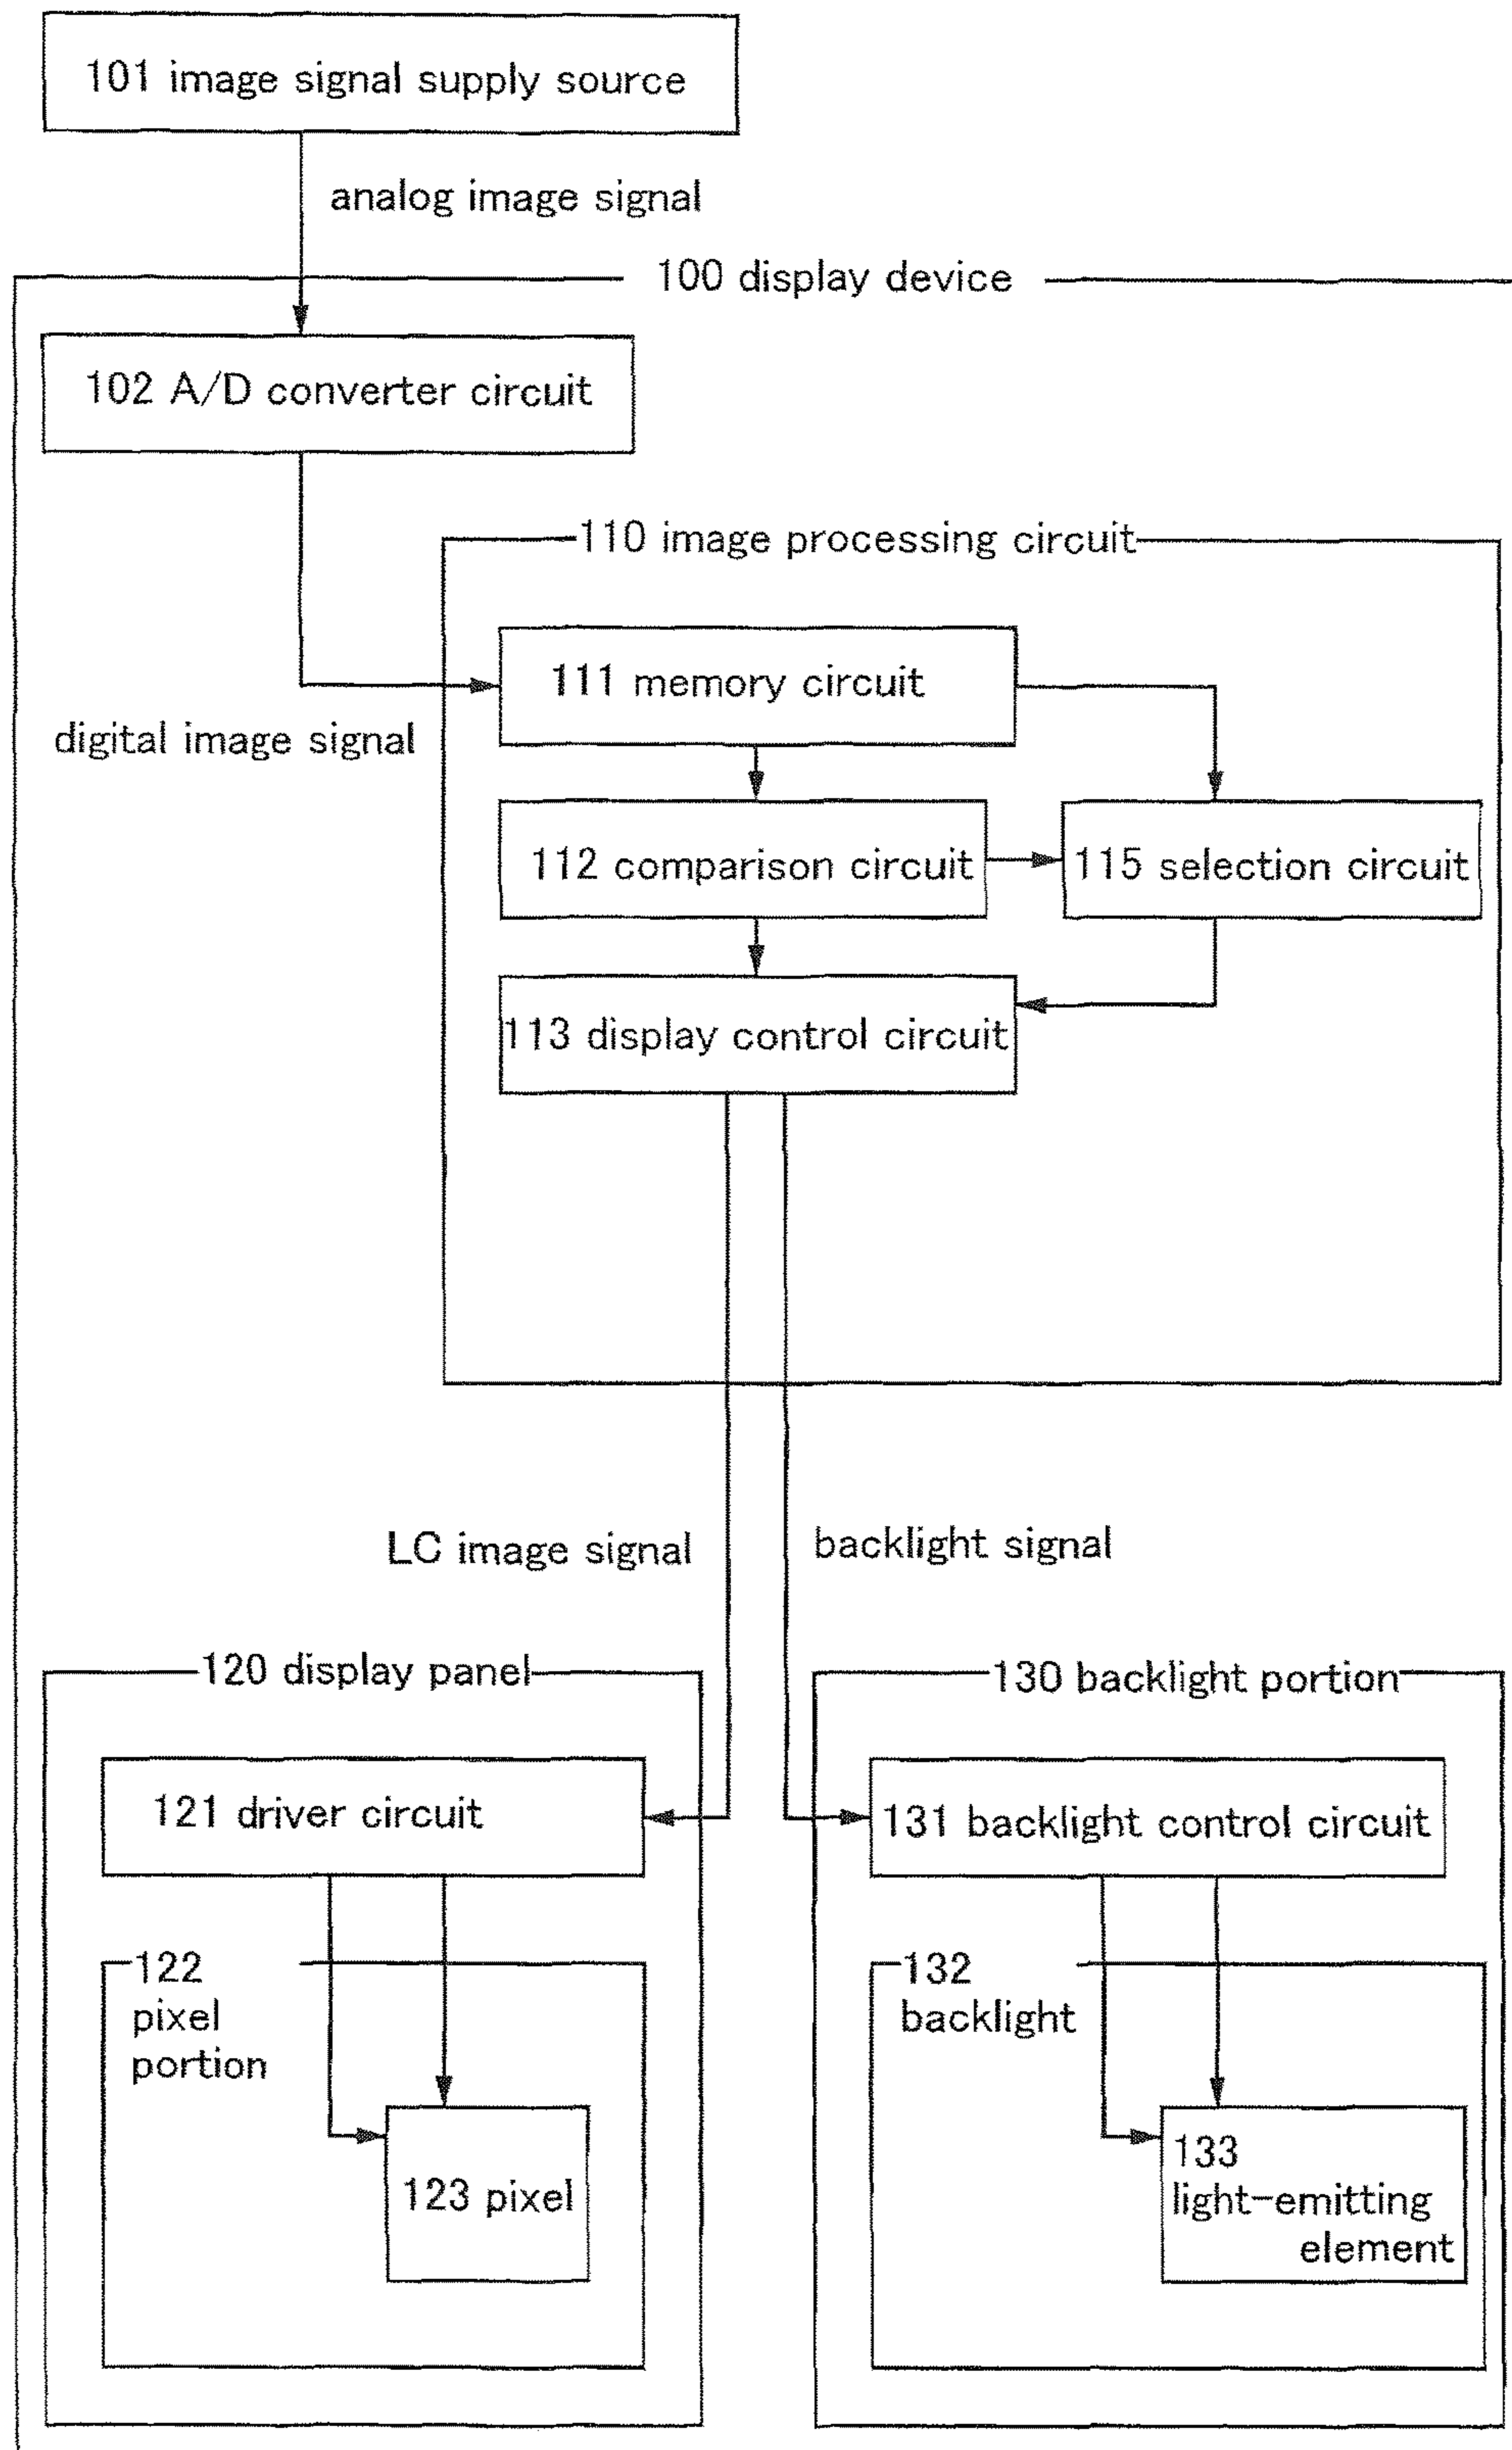 101 image signal supply source
analog image signal
100 display device
102 A/D converter circuit
110 image processing circuit
111 memory circuit
digital image signal
112 comparison circuit
115 selection circuit
113 display control circuit
LC image signal
backlight signal
120 display panel
130 backlight portion
121 driver circuit
131 backlight control circuit
122
pixel
portion
132
backlight
123 pixel
133
light-emitting
element